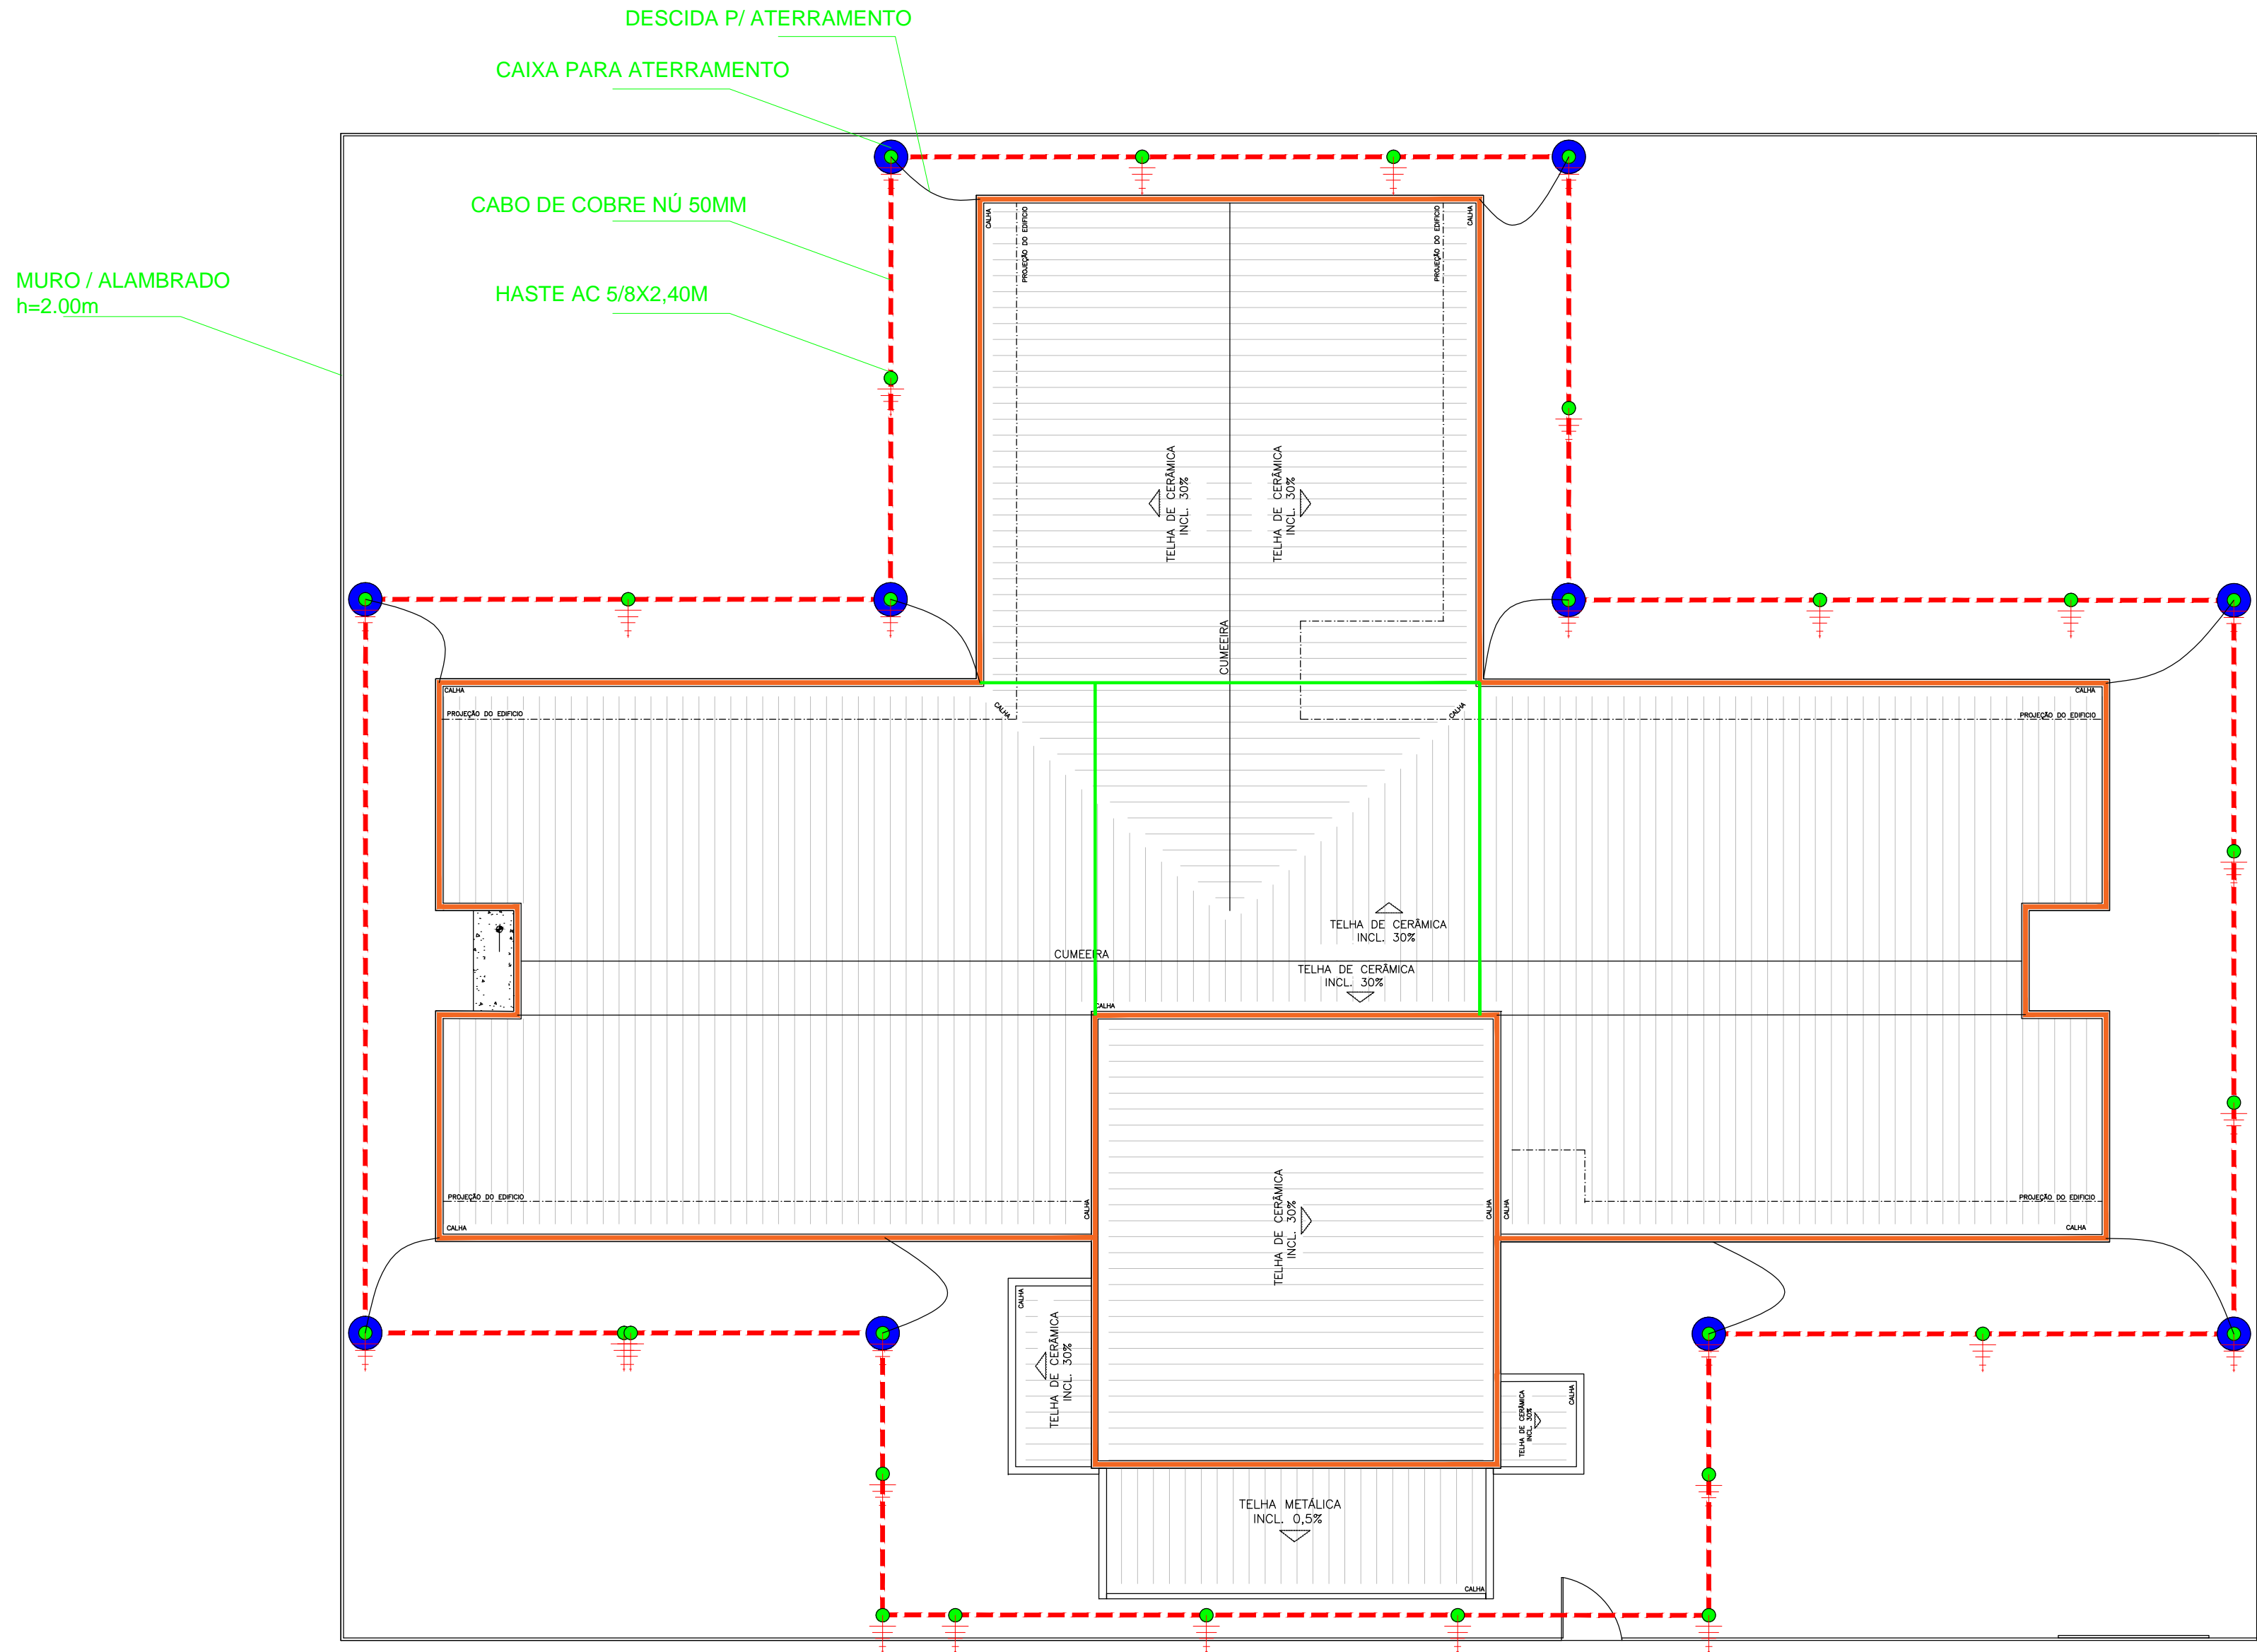 DESCIDA P/ ATERRAMENTO
CAIXA PARA ATERRAMENTO
CABO DE COBRE NÚ 50MM
MURO / ALAMBRADO
h=2.00m
HASTE AC 5/8X2,40M
CALHA
PROJEÇÃO DO EDIFICIO
PROJEÇÃO DO EDIFICIO
CALHA
TELHA DE CERÂMICA
INCL. 30%
TELHA DE CERÂMICA
INCL. 30%
CUMEEIRA
CALHA
PROJEÇÃO DO EDIFICIO
CALHA
CALHA
CALHA
PROJEÇÃO DO EDIFICIO
TELHA DE CERÂMICA
INCL. 30%
CUMEEIRA
TELHA DE CERÂMICA
INCL. 30%
CALHA
PROJEÇÃO DO EDIFICIO
CALHA
CALHA
TELHA DE CERÂMICA
INCL. 30%
CALHA
CALHA
PROJEÇÃO DO EDIFICIO
CALHA
CALHA
TELHA DE CERÂMICA
INCL. 30%
TELHA DE CERÂMICA
INCL. 30%
CALHA
TELHA METÁLICA
INCL. 0,5%
CALHA